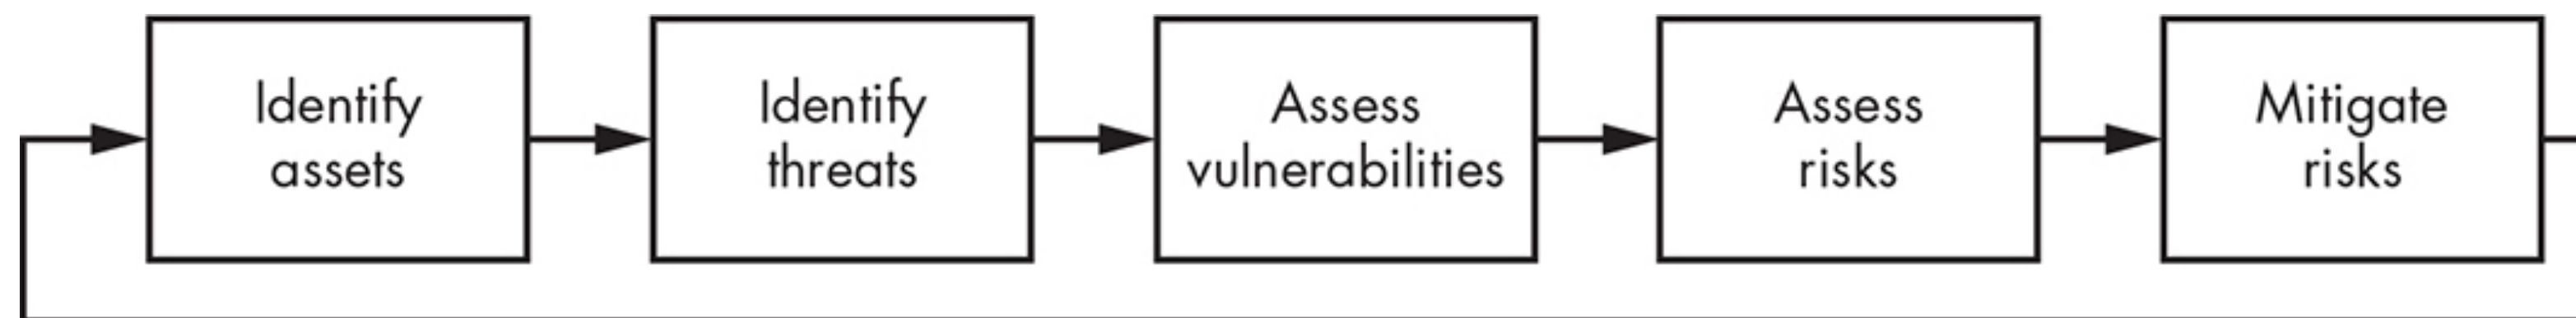 Identify
assets
Identify
threats
Assess
vulnerabilities
Assess
risks
Mitigate
risks